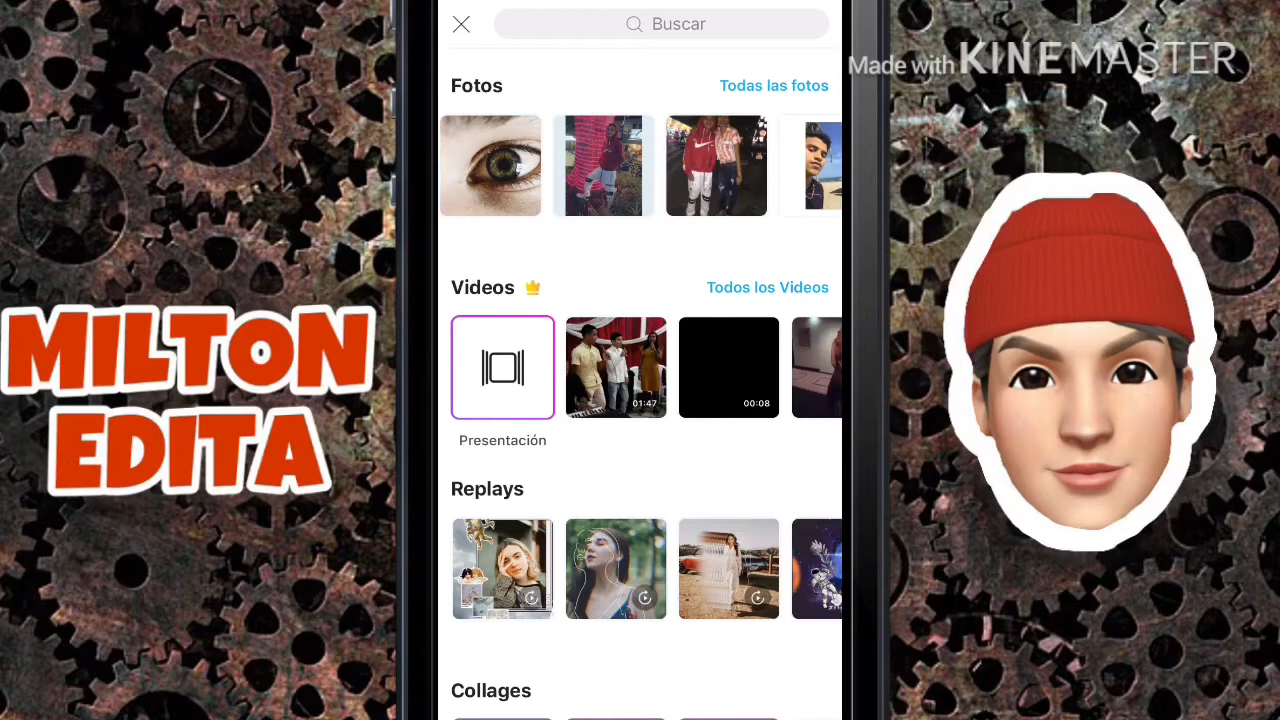 Buscar
Made with KINEMASTER
Fotos
Todas las fotos
Videos
Todos los Videos
01:47
00:08
Presentación
MILTON
EDITA
Replays
Collages